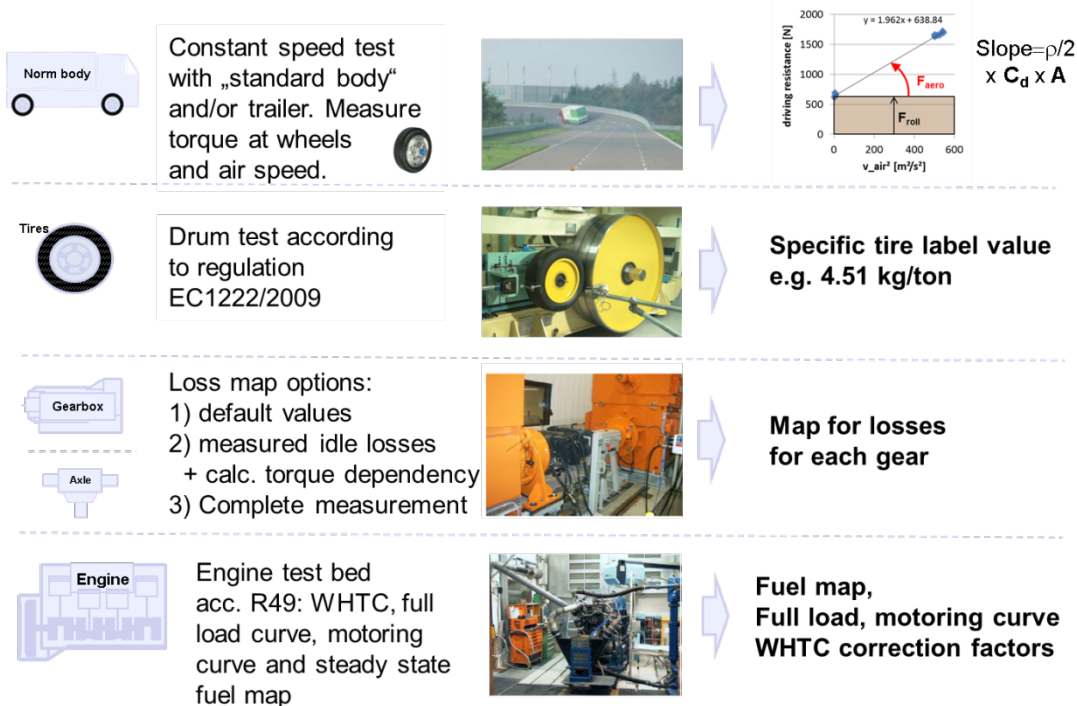 Norm body
Constant speed test
with „standard body“
and/or trailer. Measure
torque at wheels
and air speed.
driving resistance [N]
2000
1500
1000
500
0
y = 1.962x + 638.84
F_aero
F_roll
0 200 400 600
v_air² [m²/s²]
Slope=ρ/2
x C_d x A
Tires
Drum test according
to regulation
EC1222/2009
Specific tire label value
e.g. 4.51 kg/ton
Gearbox
Axle
Loss map options:
1) default values
2) measured idle losses
+ calc. torque dependency
3) Complete measurement
Map for losses
for each gear
Engine
Engine test bed
acc. R49: WHTC, full
load curve, motoring
curve and steady state
fuel map
Fuel map,
Full load, motoring curve
WHTC correction factors